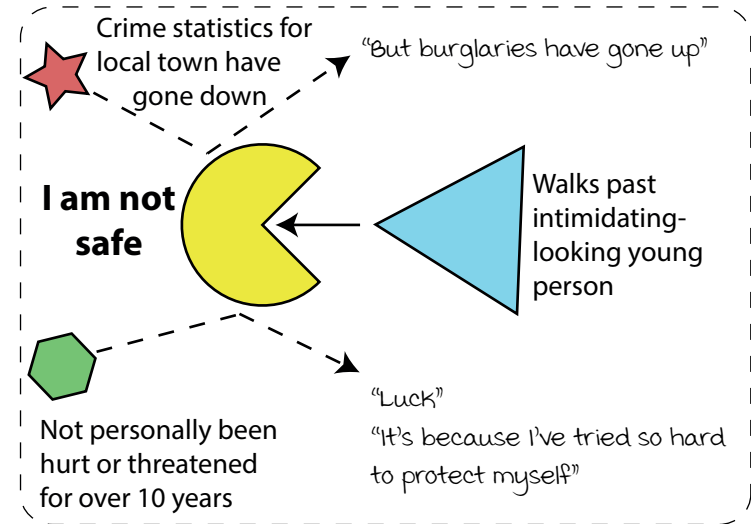 Crime statistics for
local town have
gone down
“But burglaries have gone up”
I am not
safe
Walks past
intimidating-
looking young
person
“Luck”
“It's because I've tried so hard
to protect myself”
Not personally been
hurt or threatened
for over 10 years